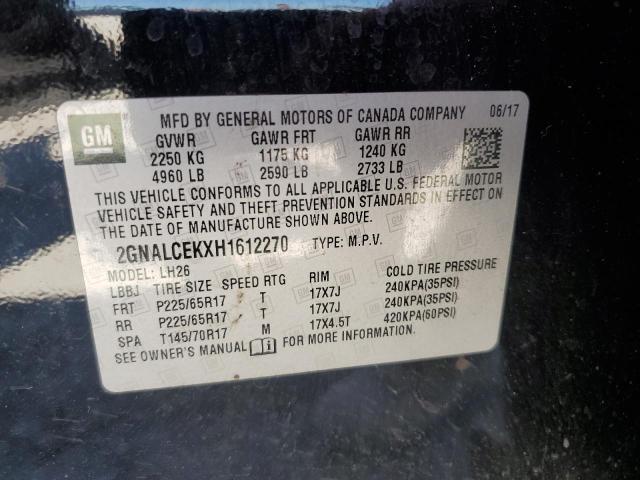 GM
MFD BY GENERAL MOTORS OF CANADA COMPANY 06/17
GVWR GAWR FRT GAWR RR
2250 KG 1175 KG 1240 KG
4960 LB 2590 LB 2733 LB
THIS VEHICLE CONFORMS TO ALL APPLICABLE U.S. FEDERAL MOTOR
VEHICLE SAFETY AND THEFT PREVENTION STANDARDS IN EFFECT ON
THE DATE OF MANUFACTURE SHOWN ABOVE.
2GNALCEKXH1612270 TYPE: M.P.V.
MODEL: LH26
LBBJ TIRE SIZE SPEED RTG RIM COLD TIRE PRESSURE
FRT P225/65R17 T 17X7J 240KPA(35PSI)
RR P225/65R17 T 17X7J 240KPA(35PSI)
SPA T145/70R17 M 17X4.5T 420KPA(60PSI)
SEE OWNER'S MANUAL FOR MORE INFORMATION.